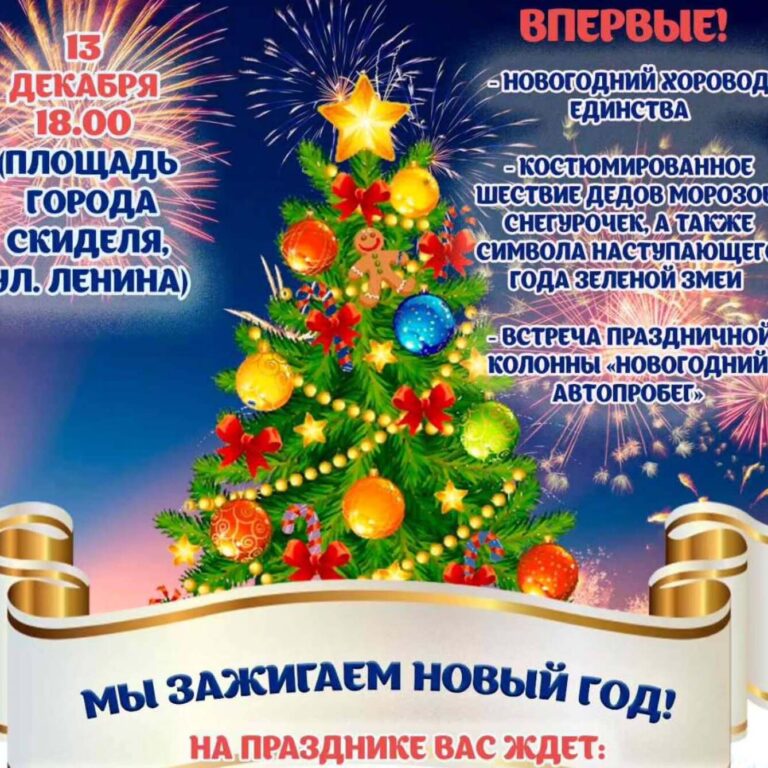 13
ДЕКАБРЯ
18.00
(ПЛОЩАДЬ
ГОРОДА
СКИДЕЛЯ,
УЛ. ЛЕНИНА)
ВПЕРВЫЕ!
- НОВОГОДНИЙ ХОРОВОД
ЕДИНСТВА
- КОСТЮМИРОВАННОЕ
ШЕСТВИЕ ДЕДОВ МОРОЗОВ
СНЕГУРОЧЕК, А ТАКЖЕ
СИМВОЛА НАСТУПАЮЩЕГО
ГОДА ЗЕЛЕНОЙ ЗМЕИ
- ВСТРЕЧА ПРАЗДНИЧНОЙ
КОЛОННЫ «НОВОГОДНИЙ
АВТОПРОБЕГ»
МЫ ЗАЖИГАЕМ НОВЫЙ ГОД!
НА ПРАЗДНИКЕ ВАС ЖДЕТ: